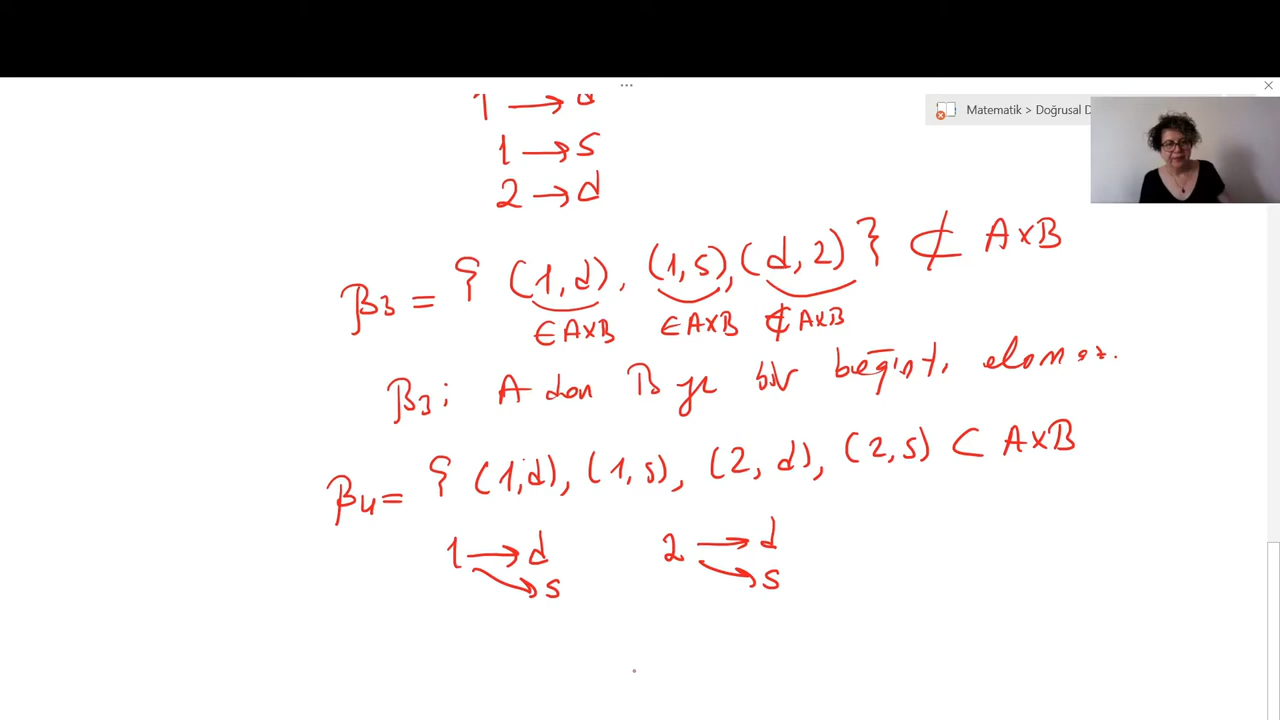 Matematik > Doğrusal D
1 → d
1 → s
2 → d
β3 = { (1,d), (1,s), (d,2) } ⊄ A×B
∈ A×B ∈ A×B ∉ A×B
β3; A dan B ye bir bağıntı olamaz.
β4 = { (1,d), (1,s), (2,d), (2,s) ⊂ A×B
1 → d 2 → d
→ s → s